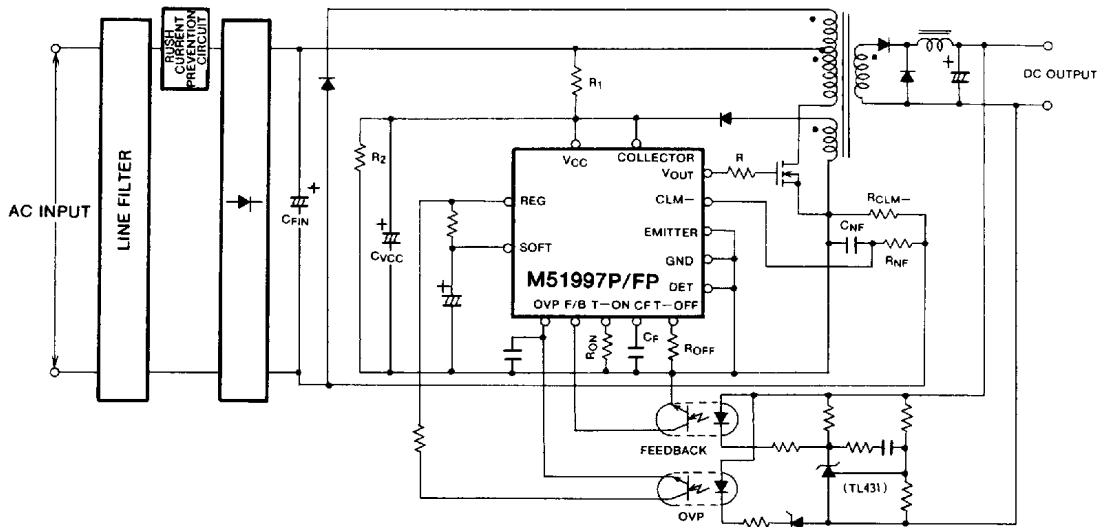 AC INPUT
LINE FILTER
RUSH
CURRENT
PREVENTION
CIRCUIT
CFIN
R1
R2
CVCC
VCC
COLLECTOR
VOUT
REG
CLM−
SOFT
EMITTER
GND
M51997P/FP
DET
OVP F/B T−ON CF T−OFF
R
RCLM−
CNF
RNF
RON
CF
ROFF
DC OUTPUT
FEEDBACK
(TL431)
OVP